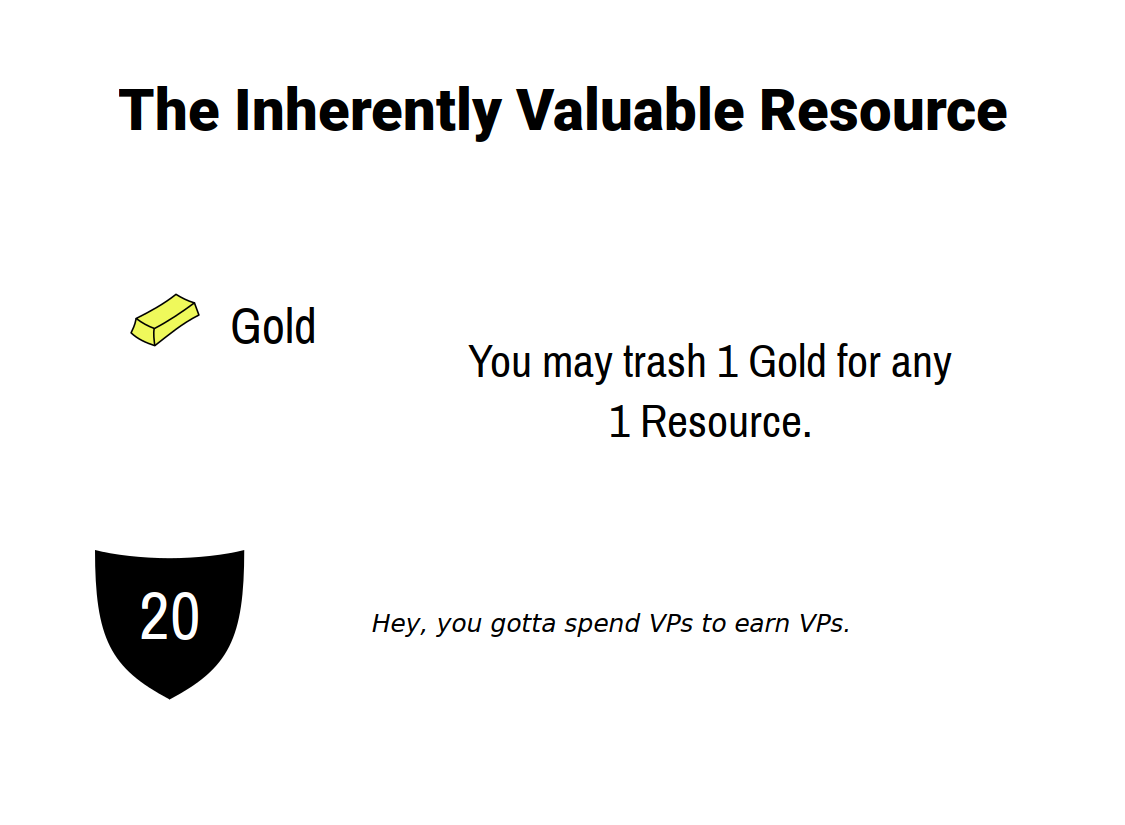 The Inherently Valuable Resource
Gold
You may trash 1 Gold for any
1 Resource.
20
Hey, you gotta spend VPs to earn VPs.